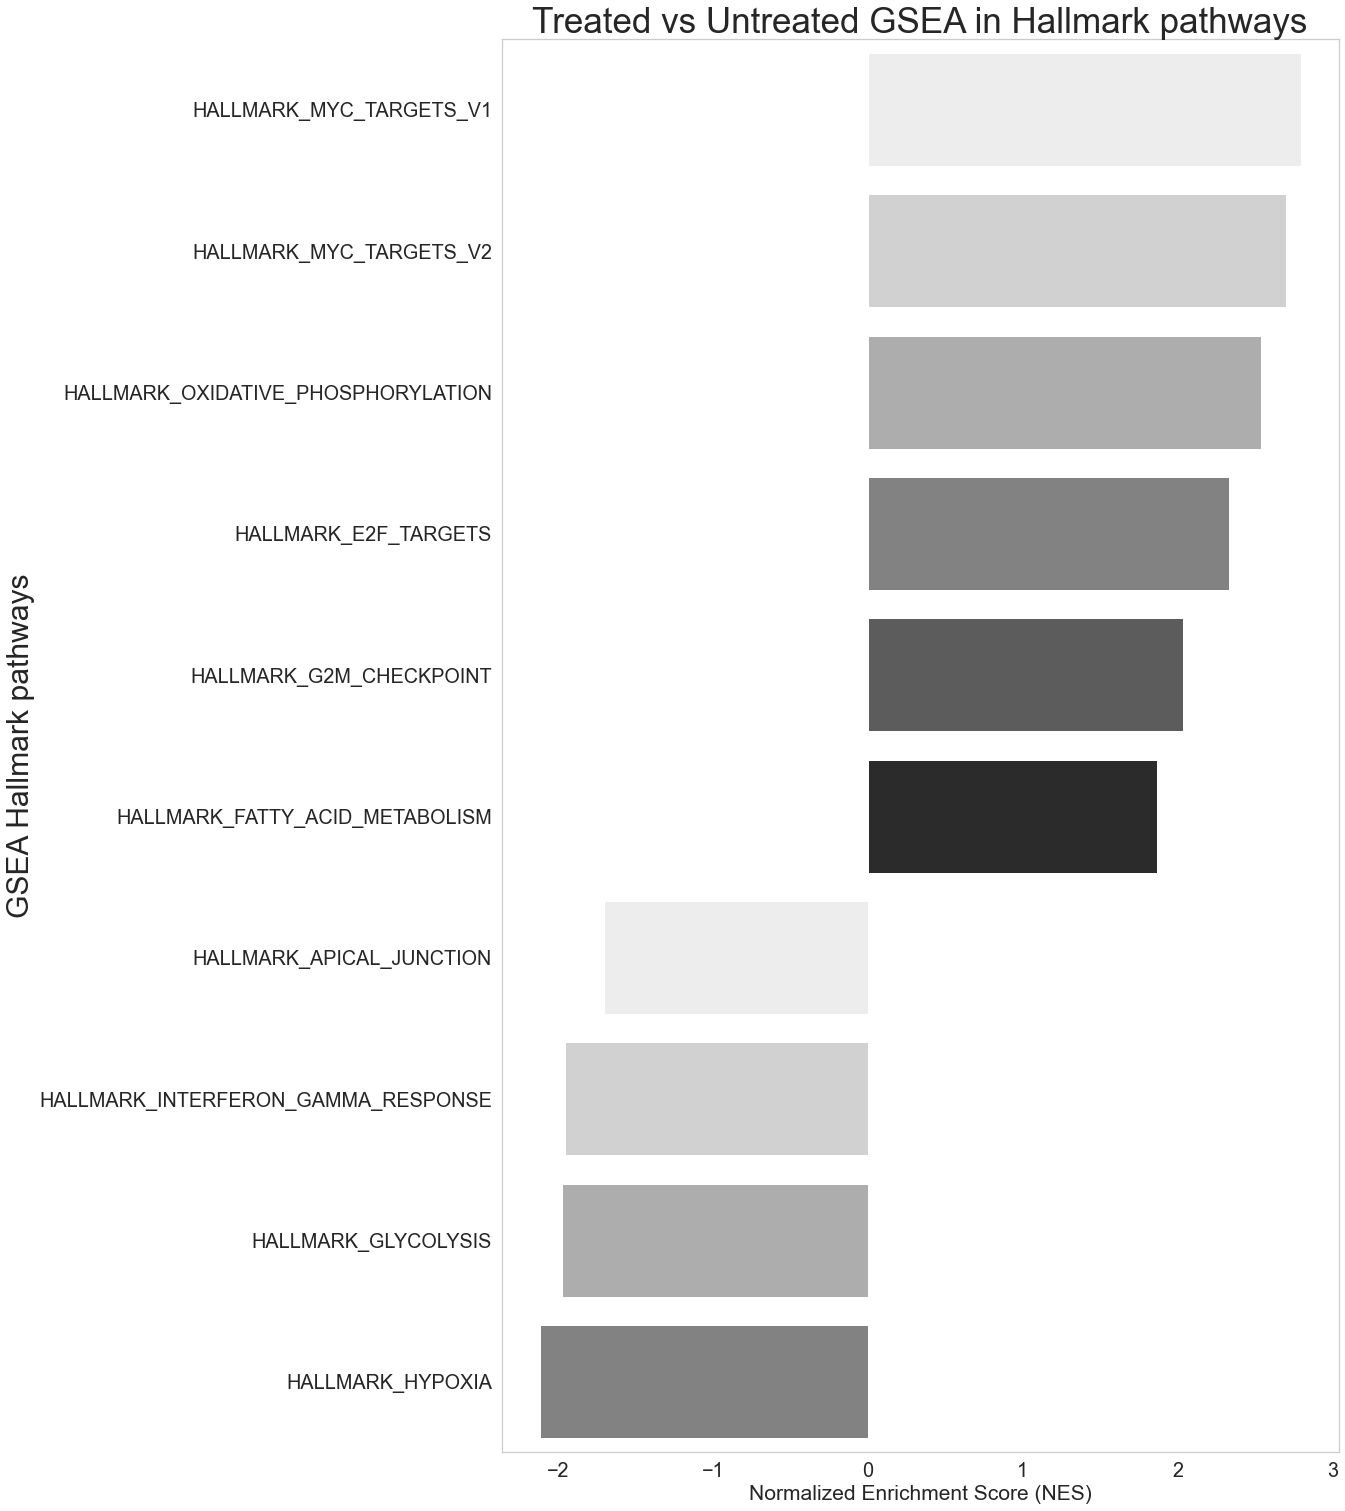 Treated vs Untreated GSEA in Hallmark pathways
GSEA Hallmark pathways
HALLMARK_MYC_TARGETS_V1
HALLMARK_MYC_TARGETS_V2
HALLMARK_OXIDATIVE_PHOSPHORYLATION
HALLMARK_E2F_TARGETS
HALLMARK_G2M_CHECKPOINT
HALLMARK_FATTY_ACID_METABOLISM
HALLMARK_APICAL_JUNCTION
HALLMARK_INTERFERON_GAMMA_RESPONSE
HALLMARK_GLYCOLYSIS
HALLMARK_HYPOXIA
−2 −1 0 1 2 3
Normalized Enrichment Score (NES)